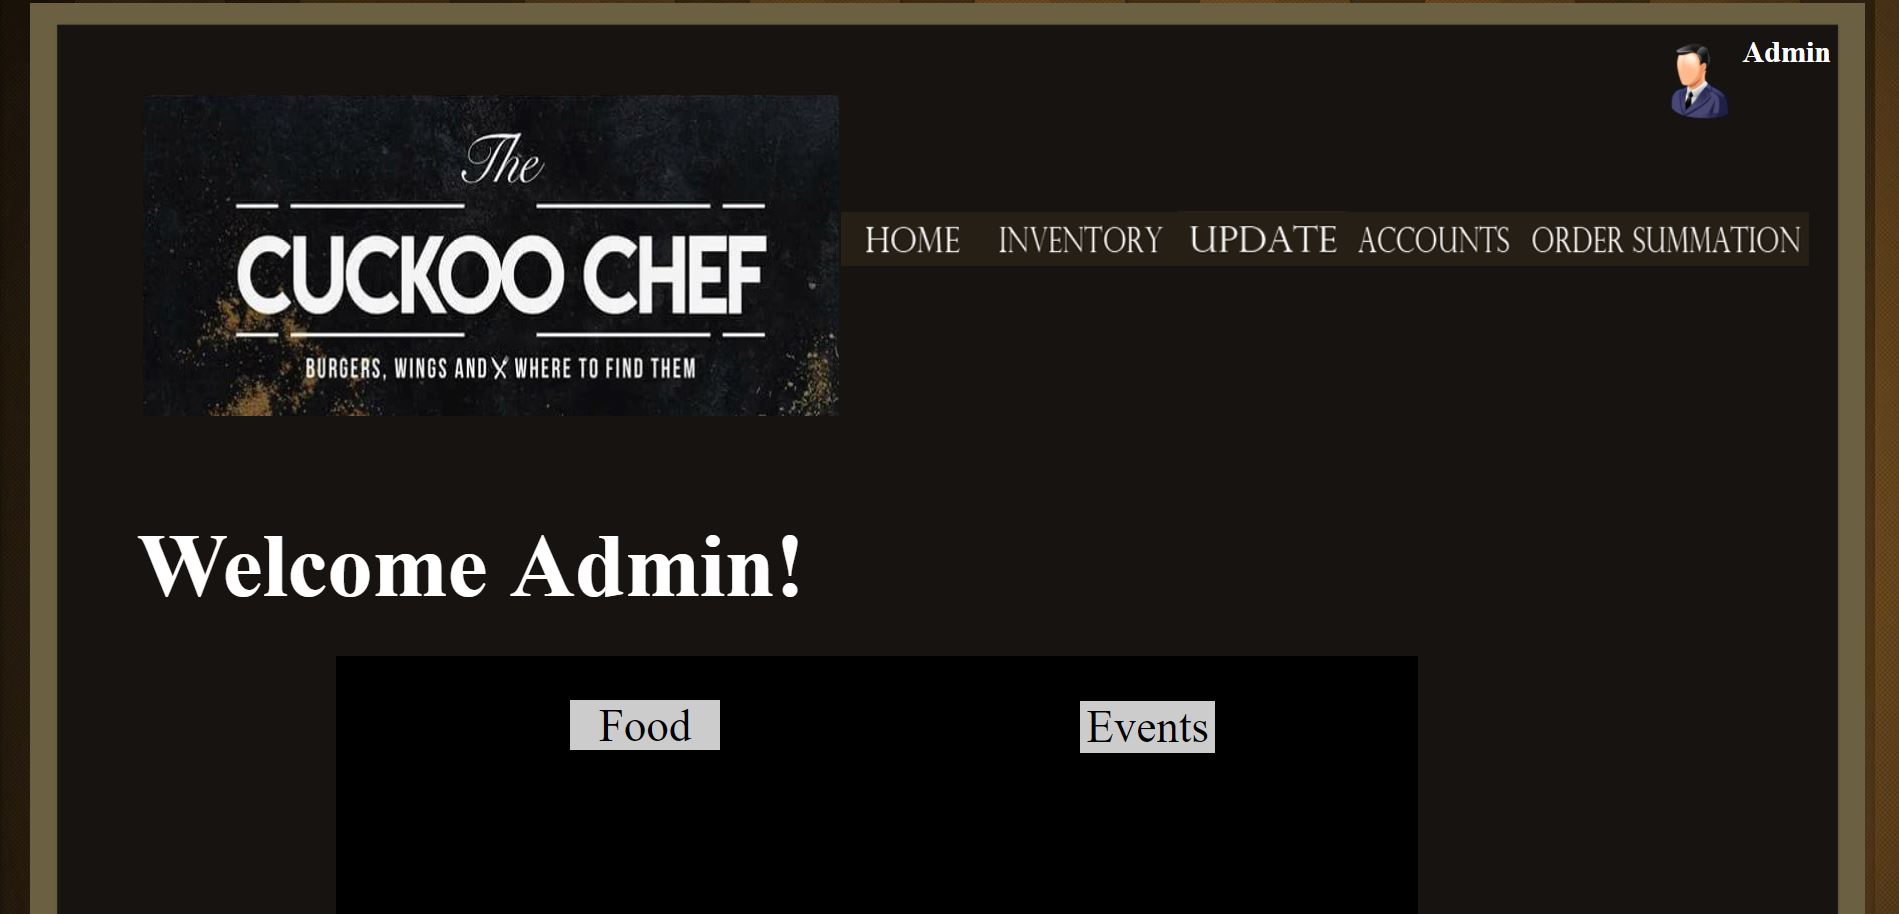 Admin
The
CUCKOO CHEF
BURGERS, WINGS AND WHERE TO FIND THEM
HOME INVENTORY UPDATE ACCOUNTS ORDER SUMMATION
Welcome Admin!
Food Events